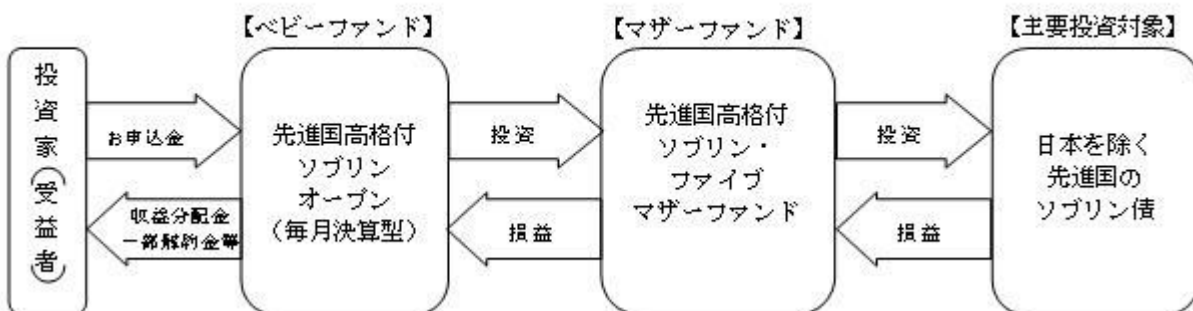 【ベビーファンド】
【マザーファンド】
【主要投資対象】
投資家(受益者)
お申込金
収益分配金
一部解約金等
先進国高格付
ソブリン
オープン
(毎月決算型)
投資
損益
先進国高格付
ソブリン・
ファイブ
マザーファンド
投資
損益
日本を除く
先進国の
ソブリン債